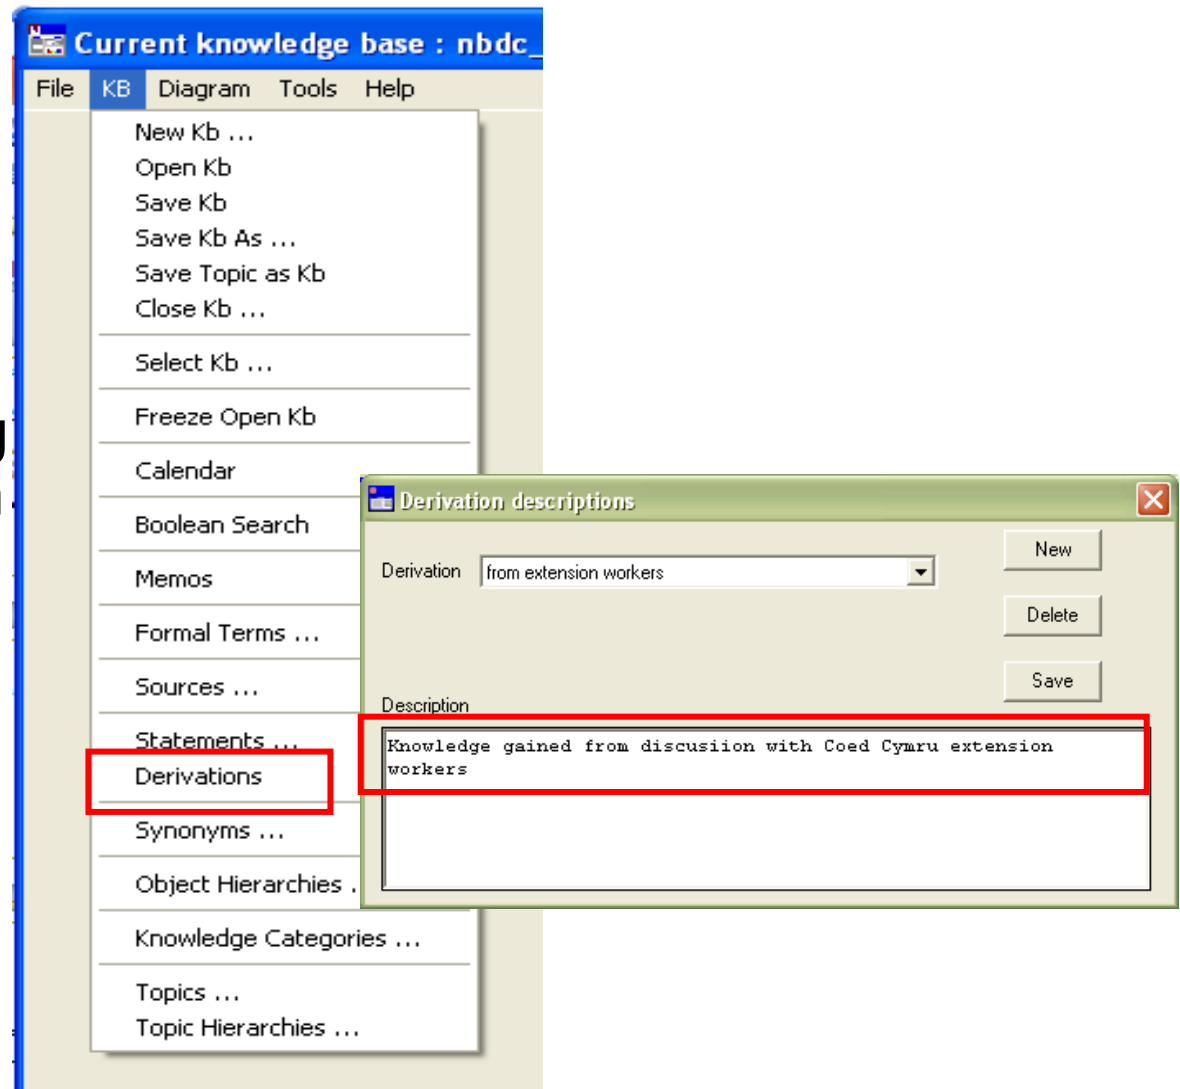 Current knowledge base : nbdc_
File KB Diagram Tools Help
New Kb ...
Open Kb
Save Kb
Save Kb As ...
Save Topic as Kb
Close Kb ...
Select Kb ...
Freeze Open Kb
Calendar
Boolean Search
Memos
Formal Terms ...
Sources ...
Statements ...
Derivations
Synonyms ...
Object Hierarchies .
Knowledge Categories ...
Topics ...
Topic Hierarchies ...
Derivation descriptions
New
Derivation from extension workers
Delete
Save
Description
Knowledge gained from discusiion with Coed Cymru extension
workers